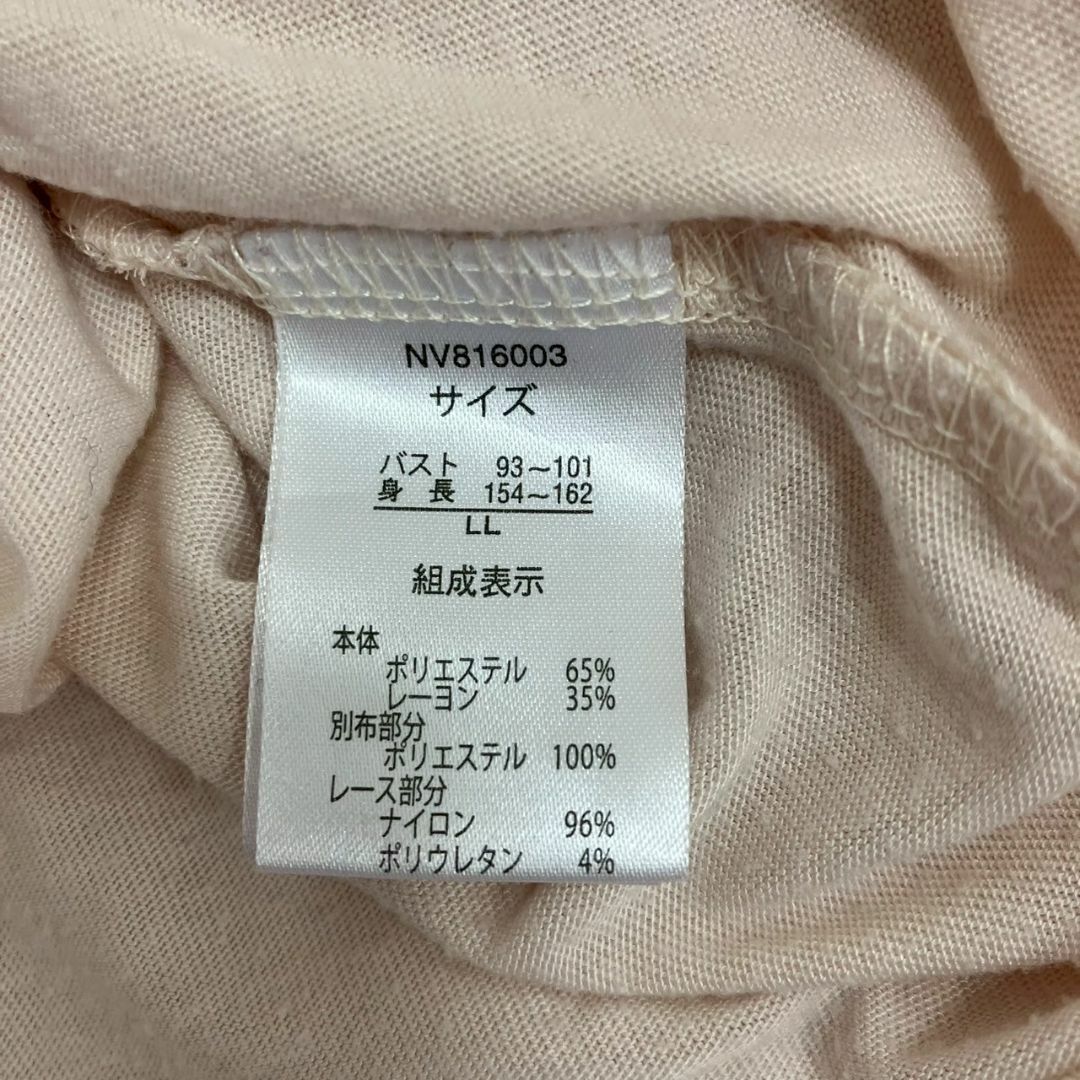 NV816003
サイズ
バスト 93～101
身 長 154～162
LL
組成表示
本体
ポリエステル 65%
レーヨン 35%
別布部分
ポリエステル 100%
レース部分
ナイロン 96%
ポリウレタン 4%